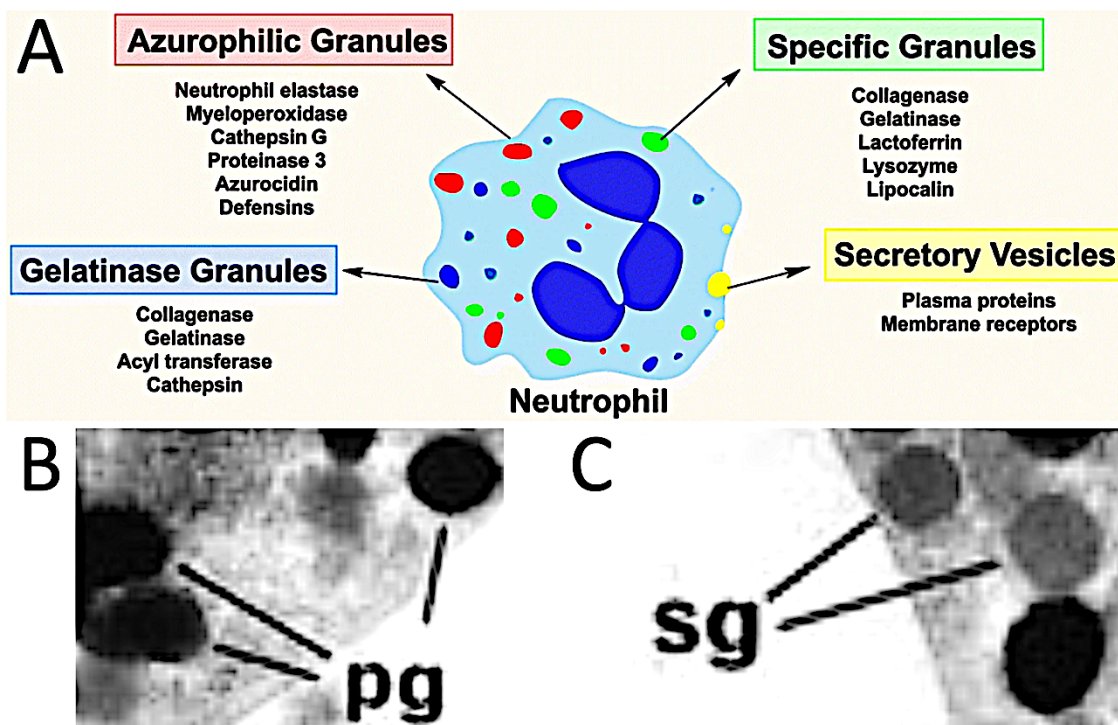 A
Azurophilic Granules
Neutrophil elastase
Myeloperoxidase
Cathepsin G
Proteinase 3
Azurocidin
Defensins
Specific Granules
Collagenase
Gelatinase
Lactoferrin
Lysozyme
Lipocalin
Gelatinase Granules
Collagenase
Gelatinase
Acyl transferase
Cathepsin
Secretory Vesicles
Plasma proteins
Membrane receptors
Neutrophil
B
pg
C
sg